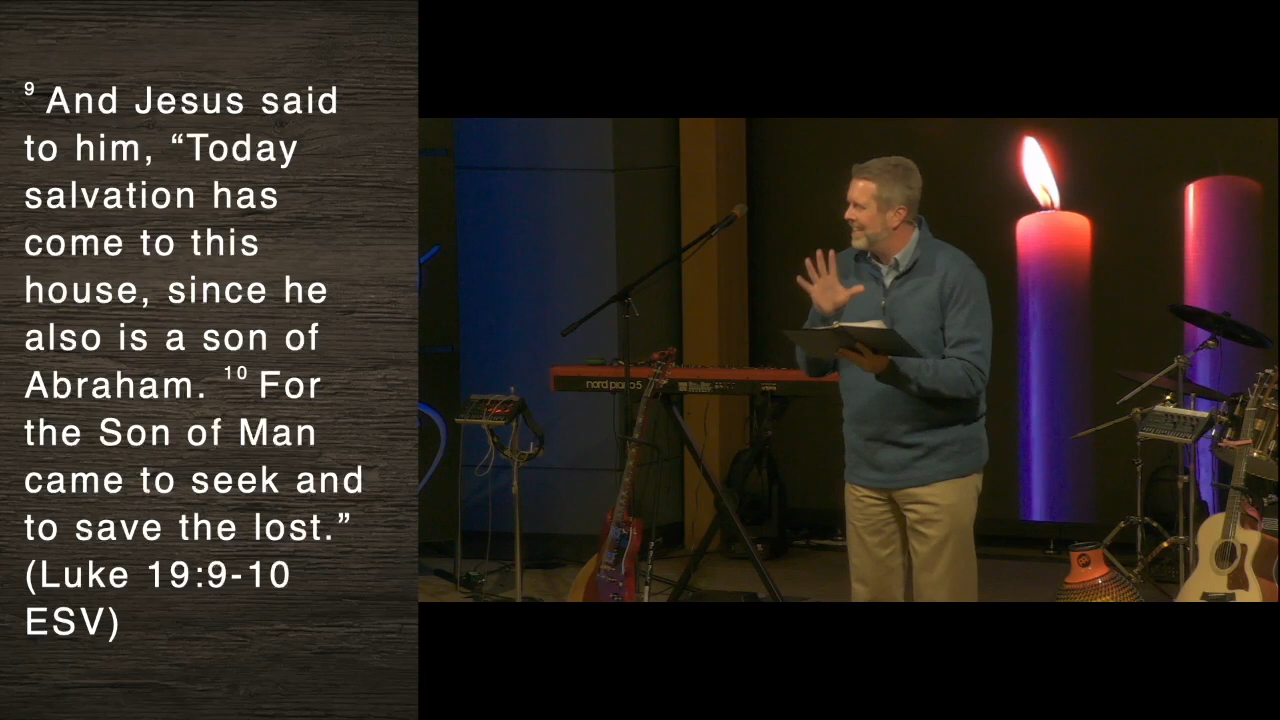 ⁹ And Jesus said
to him, “Today
salvation has
come to this
house, since he
also is a son of
Abraham. ¹⁰ For
the Son of Man
came to seek and
to save the lost.”
(Luke 19:9-10
ESV)
nord piano 5